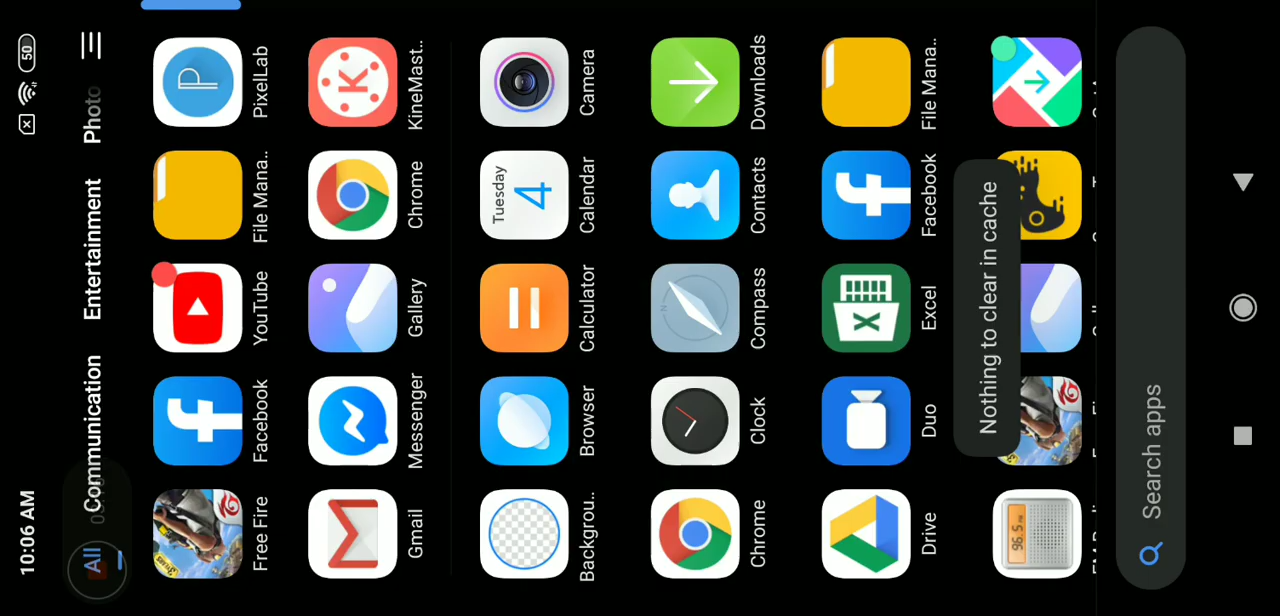 10:06 AM 50
All Communication Entertainment Photo
Free Fire Facebook YouTube File Mana.. PixelLab
Gmail Messenger Gallery Chrome KineMast..
Tuesday
4
Backgrou.. Browser Calculator Calendar Camera
Chrome Clock Compass Contacts Downloads
Drive Duo Excel Facebook File Mana..
Nothing to clear in cache
96.5
Search apps